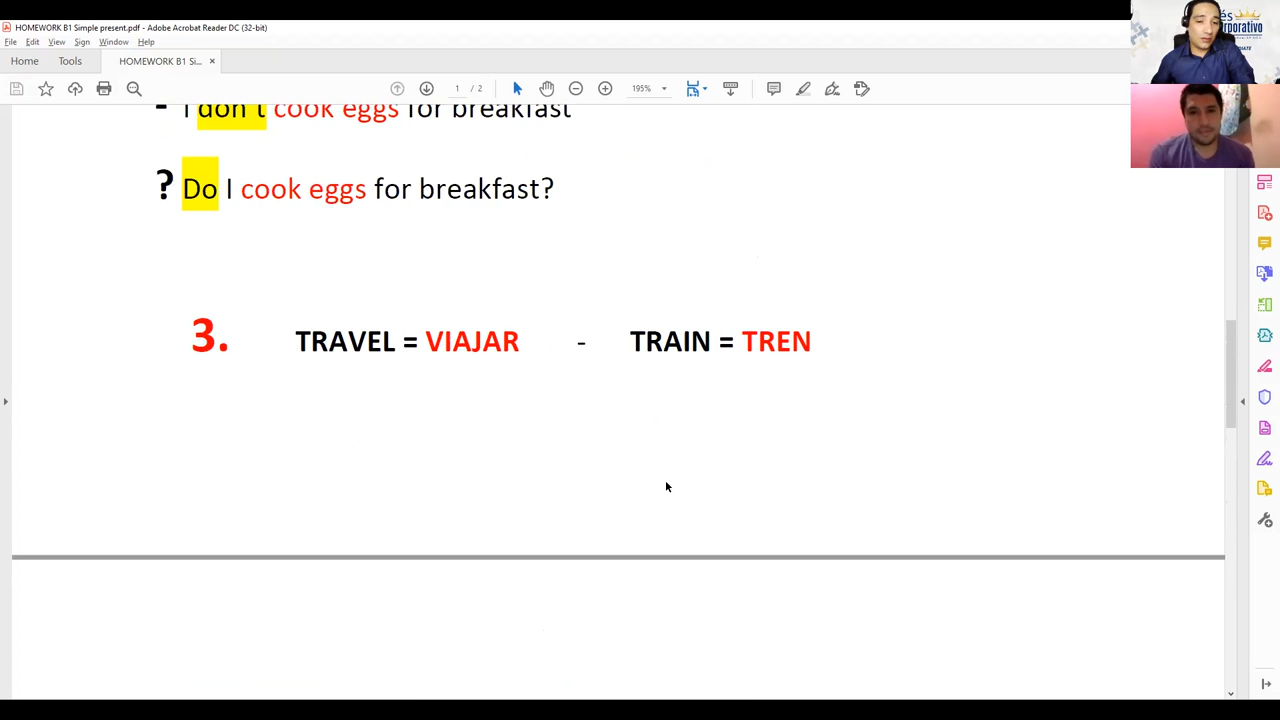 HOMEWORK B1 Simple present.pdf - Adobe Acrobat Reader DC (32-bit)
File Edit View Sign Window Help
Home Tools HOMEWORK B1 Si... ×
1 / 2 195%
- I don't cook eggs for breakfast
? Do I cook eggs for breakfast?
3. TRAVEL = VIAJAR - TRAIN = TREN